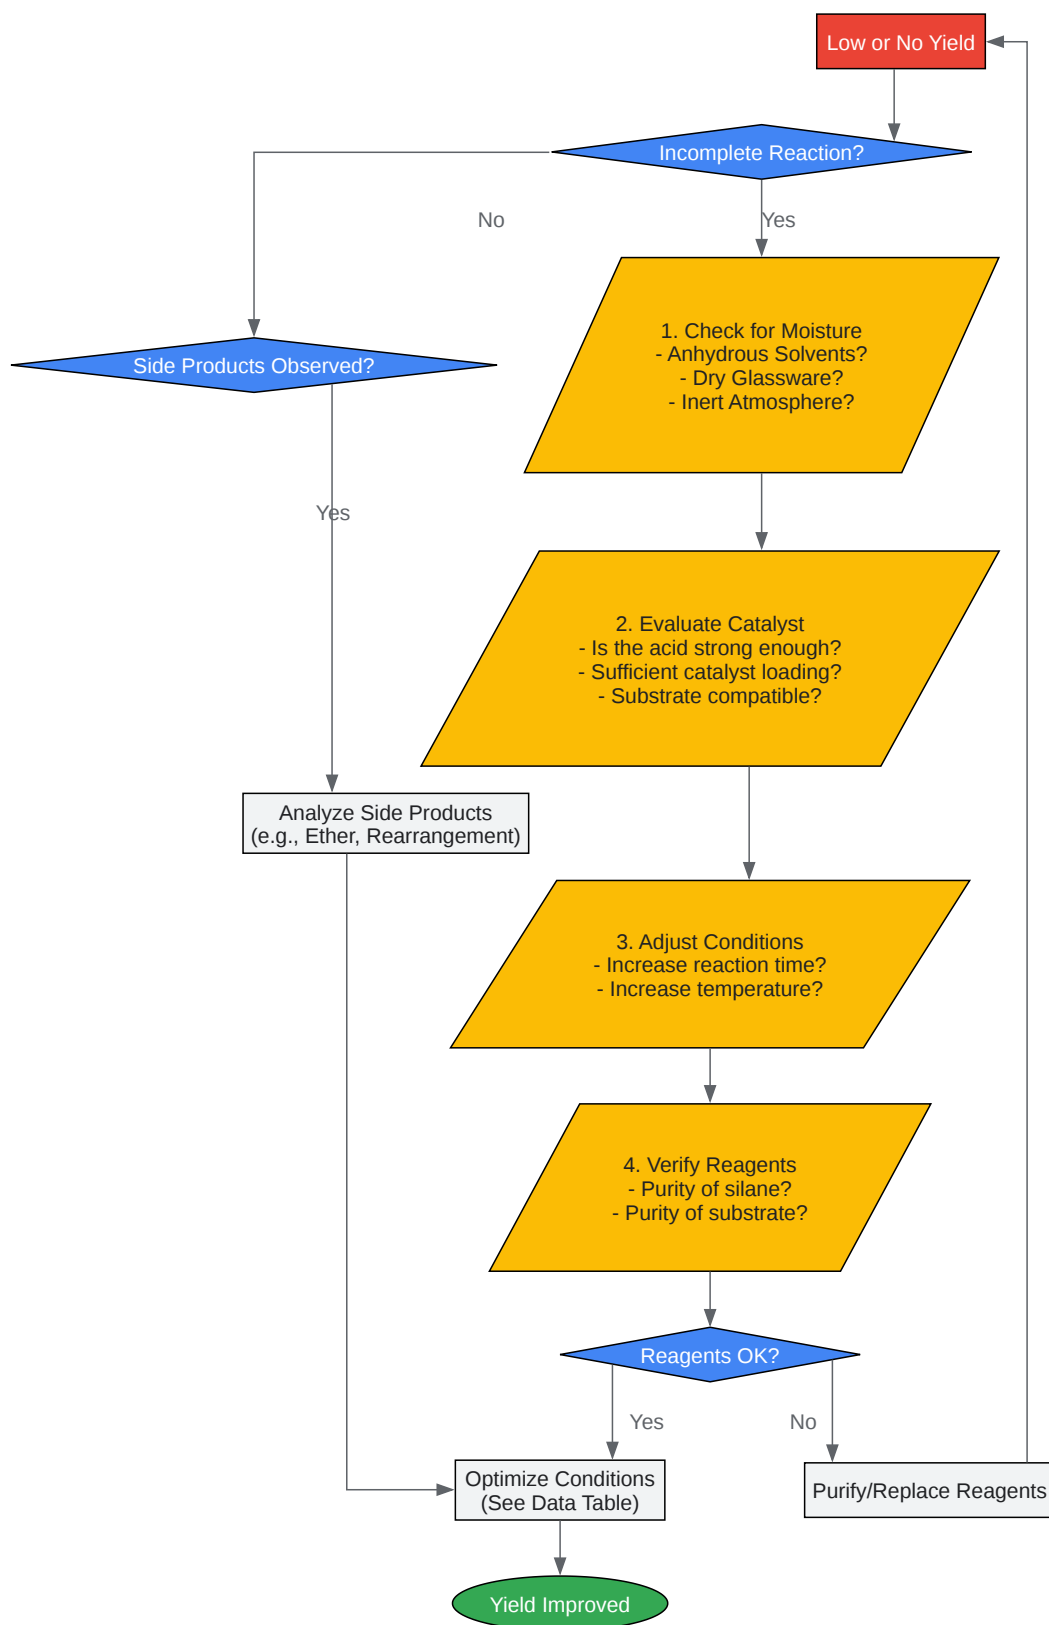 Low or No Yield
Incomplete Reaction?
No
Yes
1. Check for Moisture
- Anhydrous Solvents?
- Dry Glassware?
- Inert Atmosphere?
Side Products Observed?
Yes
2. Evaluate Catalyst
- Is the acid strong enough?
- Sufficient catalyst loading?
- Substrate compatible?
Analyze Side Products
(e.g., Ether, Rearrangement)
3. Adjust Conditions
- Increase reaction time?
- Increase temperature?
4. Verify Reagents
- Purity of silane?
- Purity of substrate?
Reagents OK?
Yes
No
Optimize Conditions
(See Data Table)
Purify/Replace Reagents
Yield Improved